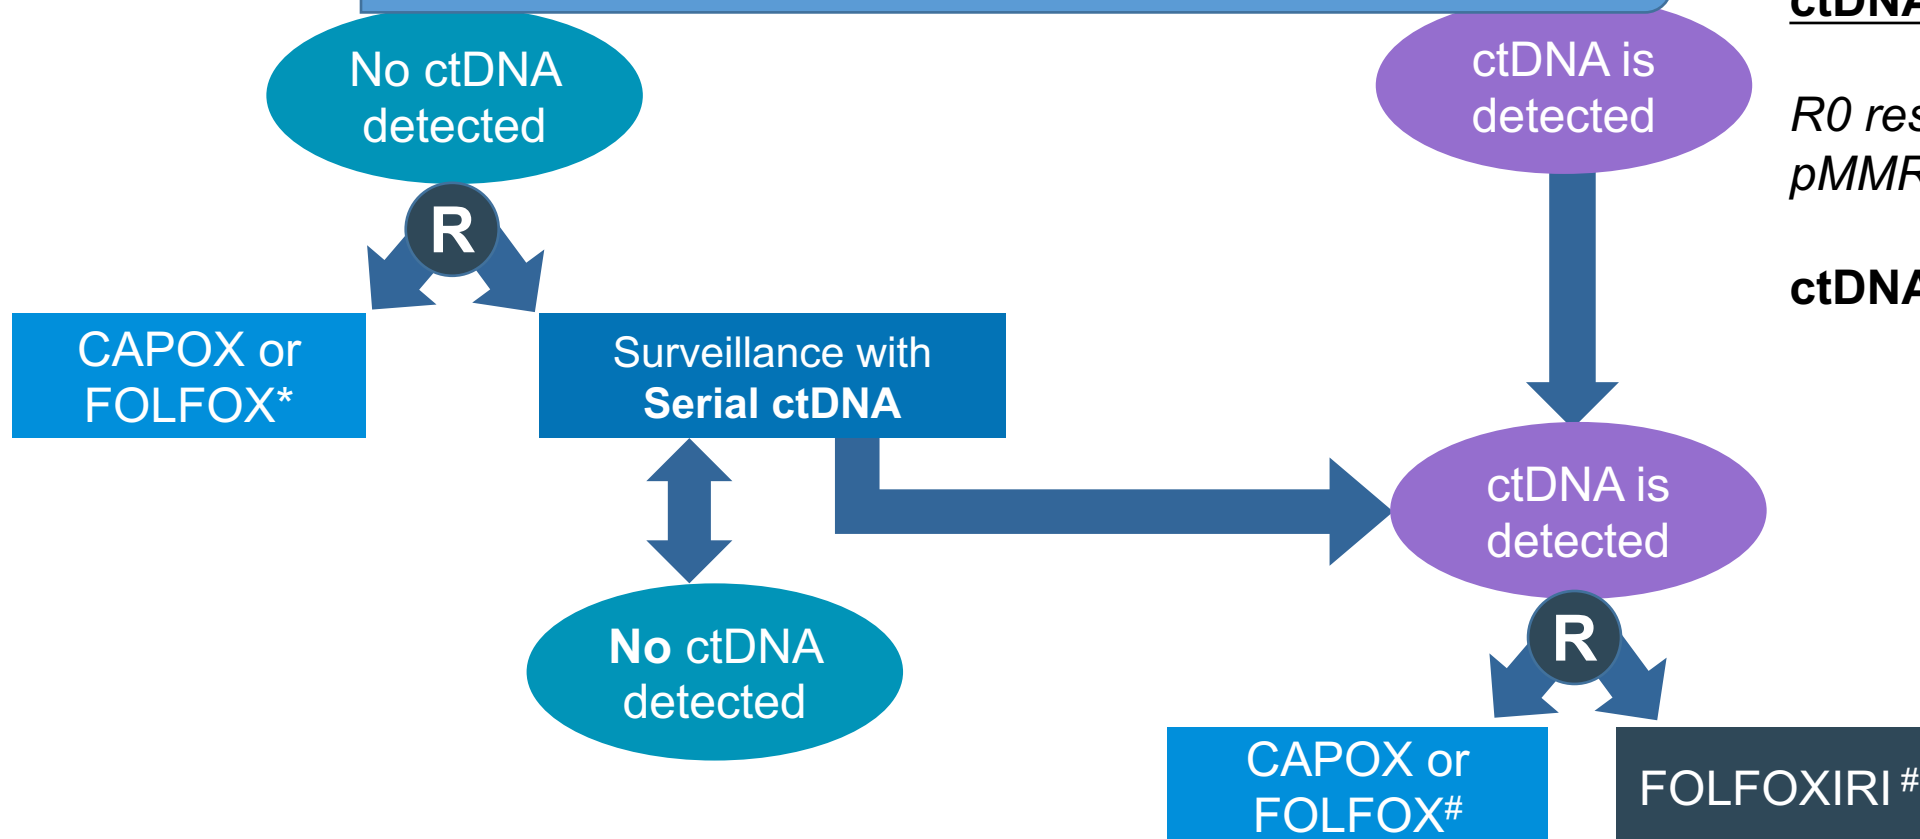 No ctDNA
detected
ctDNA is
detected
R
CAPOX or
FOLFOX*
Surveillance with
Serial ctDNA
No ctDNA
detected
ctDNA is
detected
R
CAPOX or
FOLFOX#
FOLFOXIRI #
ctDNA
R0 res
pMMR
ctDNA